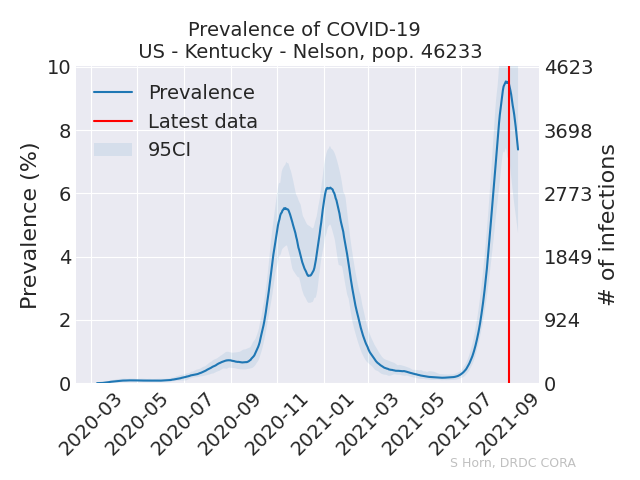 Prevalence of COVID-19
US - Kentucky - Nelson, pop. 46233
Prevalence
Latest data
95CI
Prevalence (%)
10
8
6
4
2
0
4623
3698
2773
1849
924
0
# of infections
2020-03
2020-05
2020-07
2020-09
2020-11
2021-01
2021-03
2021-05
2021-07
2021-09
S Horn, DRDC CORA